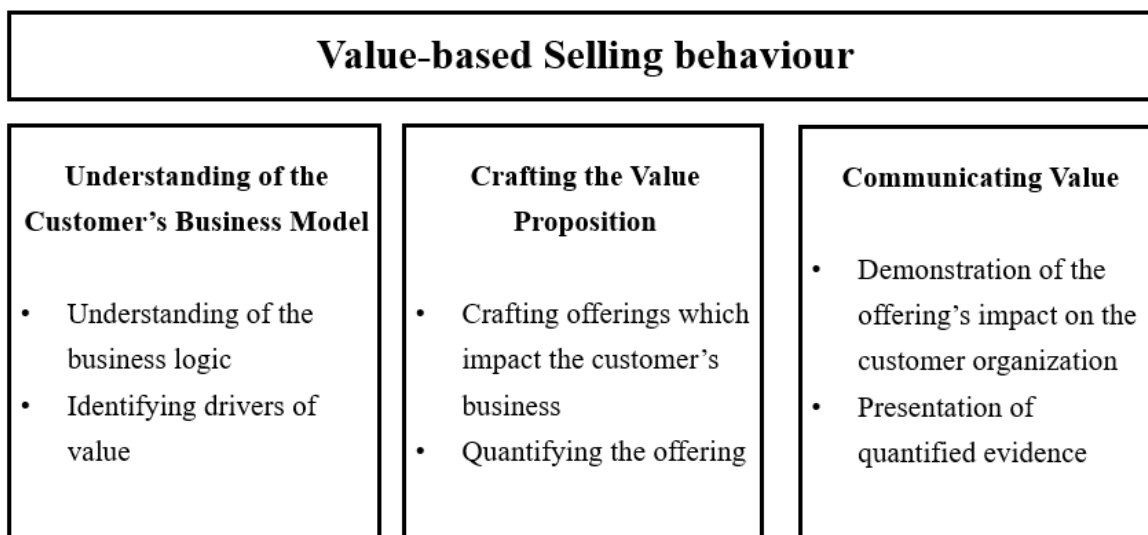 Value-based Selling behaviour
Understanding of the
Customer’s Business Model
• Understanding of the
business logic
• Identifying drivers of
value
Crafting the Value
Proposition
• Crafting offerings which
impact the customer’s
business
• Quantifying the offering
Communicating Value
• Demonstration of the
offering’s impact on the
customer organization
• Presentation of
quantified evidence